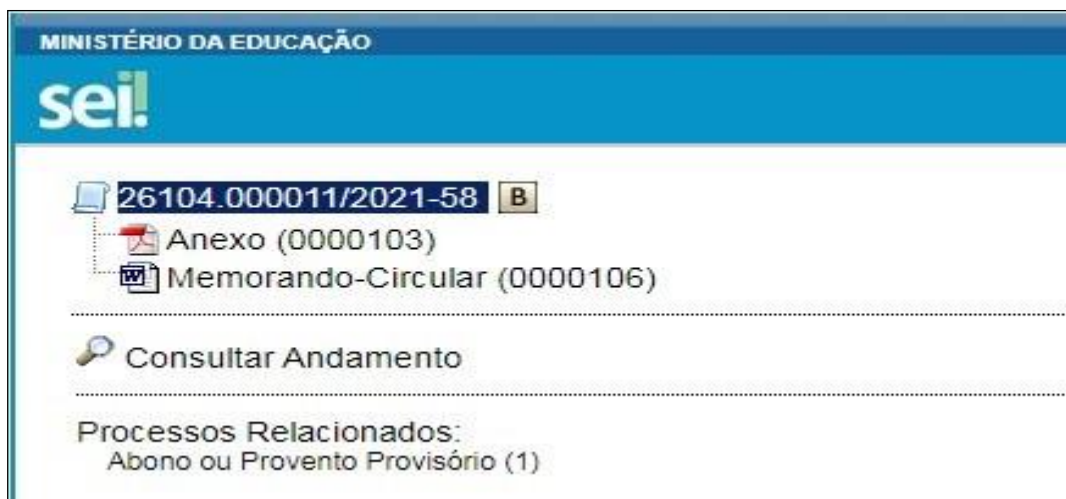 MINISTÉRIO DA EDUCAÇÃO
sei!
26104.000011/2021-58 B
Anexo (0000103)
Memorando-Circular (0000106)
Consultar Andamento
Processos Relacionados:
Abono ou Provento Provisório (1)